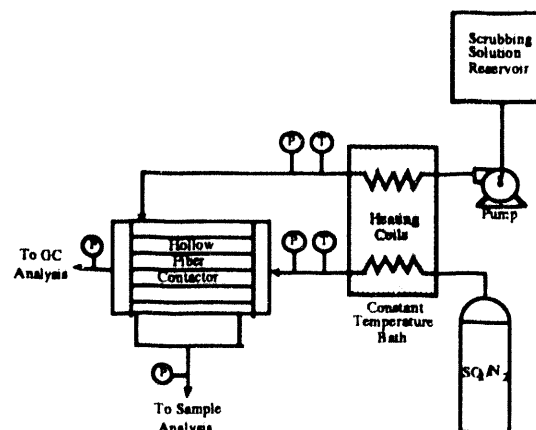 Scrubbing
Solution
Reservoir
P
T
Pump
Heating
Coils
P
T
P
To GC
Analysis
Hollow
Fiber
Contactor
Constant
Temperature
Bath
SO2/N2
P
To Sample
Analysis